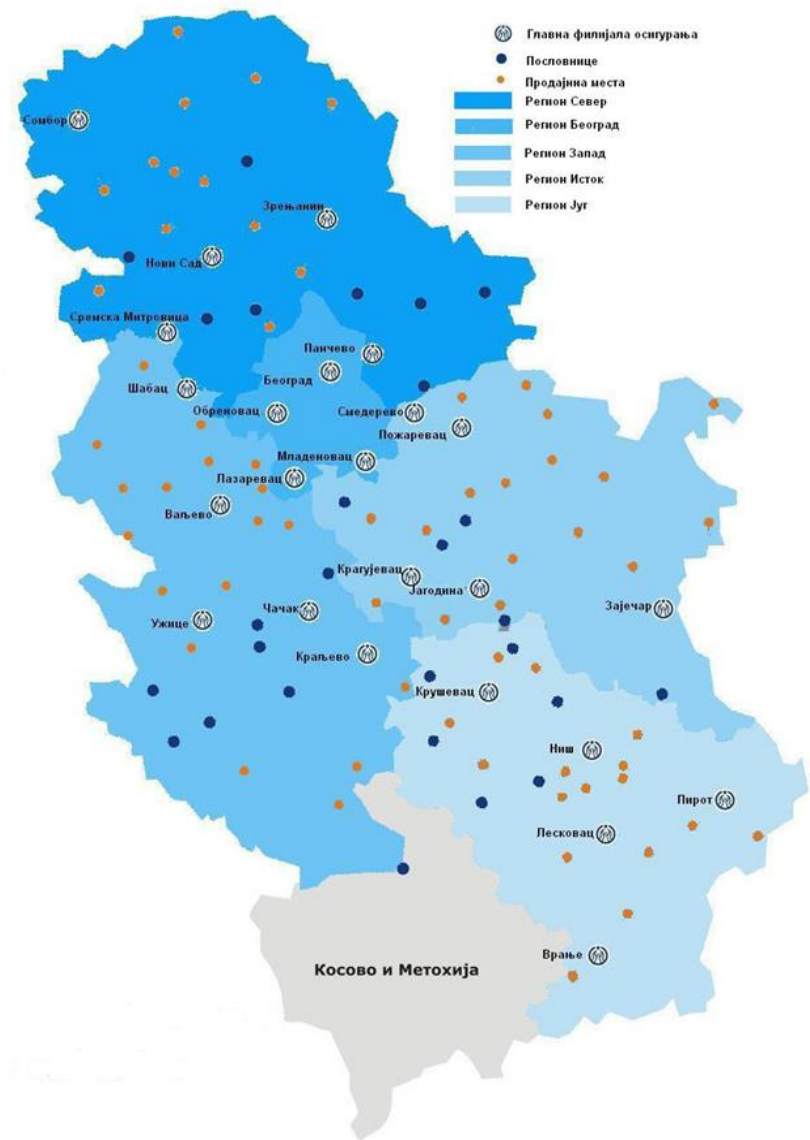 Главна филијала осигурања
Пословнице
Продајнна места
Регион Север
Регион Београд
Регион Запад
Регион Исток
Регион Југ
Сомбор
Зрењанин
Нови Сад
Сремска Митровица
Панчево
Београд
Шабац
Обреновац
Смедерево
Пожаревац
Младеновац
Лазаревац
Ваљево
Крагујевац
Јагодина
Зајечар
Чачак
Ужице
Краљево
Крушевац
Ниш
Пирот
Лесковац
Врање
Косово и Метохија